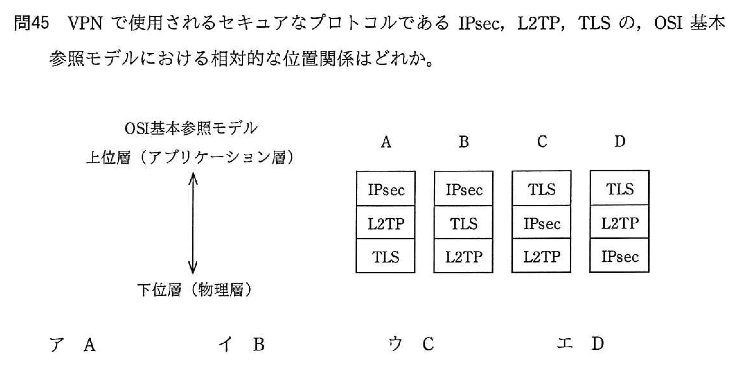 問45 VPN で使用されるセキュアなプロトコルである IPsec，L2TP，TLS の，OSI 基本
参照モデルにおける相対的な位置関係はどれか。
OSI基本参照モデル
上位層（アプリケーション層）
下位層（物理層）
A B C D
IPsec IPsec TLS TLS
L2TP TLS IPsec L2TP
TLS L2TP L2TP IPsec
ア A イ B ウ C エ D